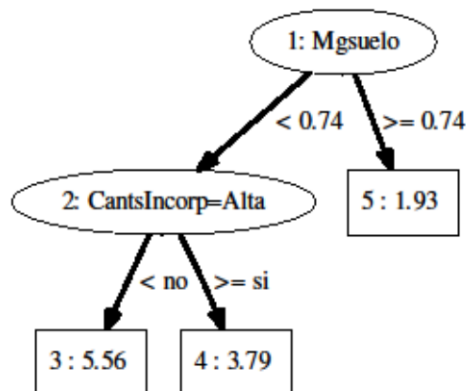 1: Mgsuelo
< 0.74
>= 0.74
2: CantsIncorp=Alta
5 : 1.93
< no
>= si
3 : 5.56
4 : 3.79